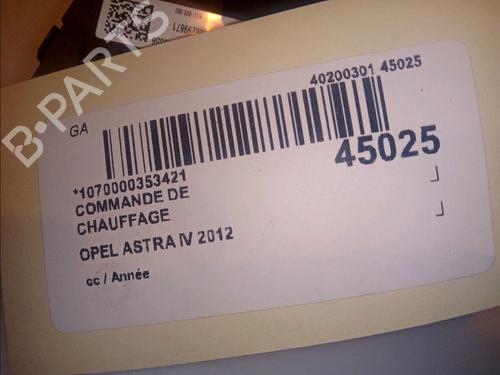 B-PARTS
GA
40200301 45025
45025
*1070000353421
COMMANDE DE
CHAUFFAGE
OPEL ASTRA IV 2012
cc / Année